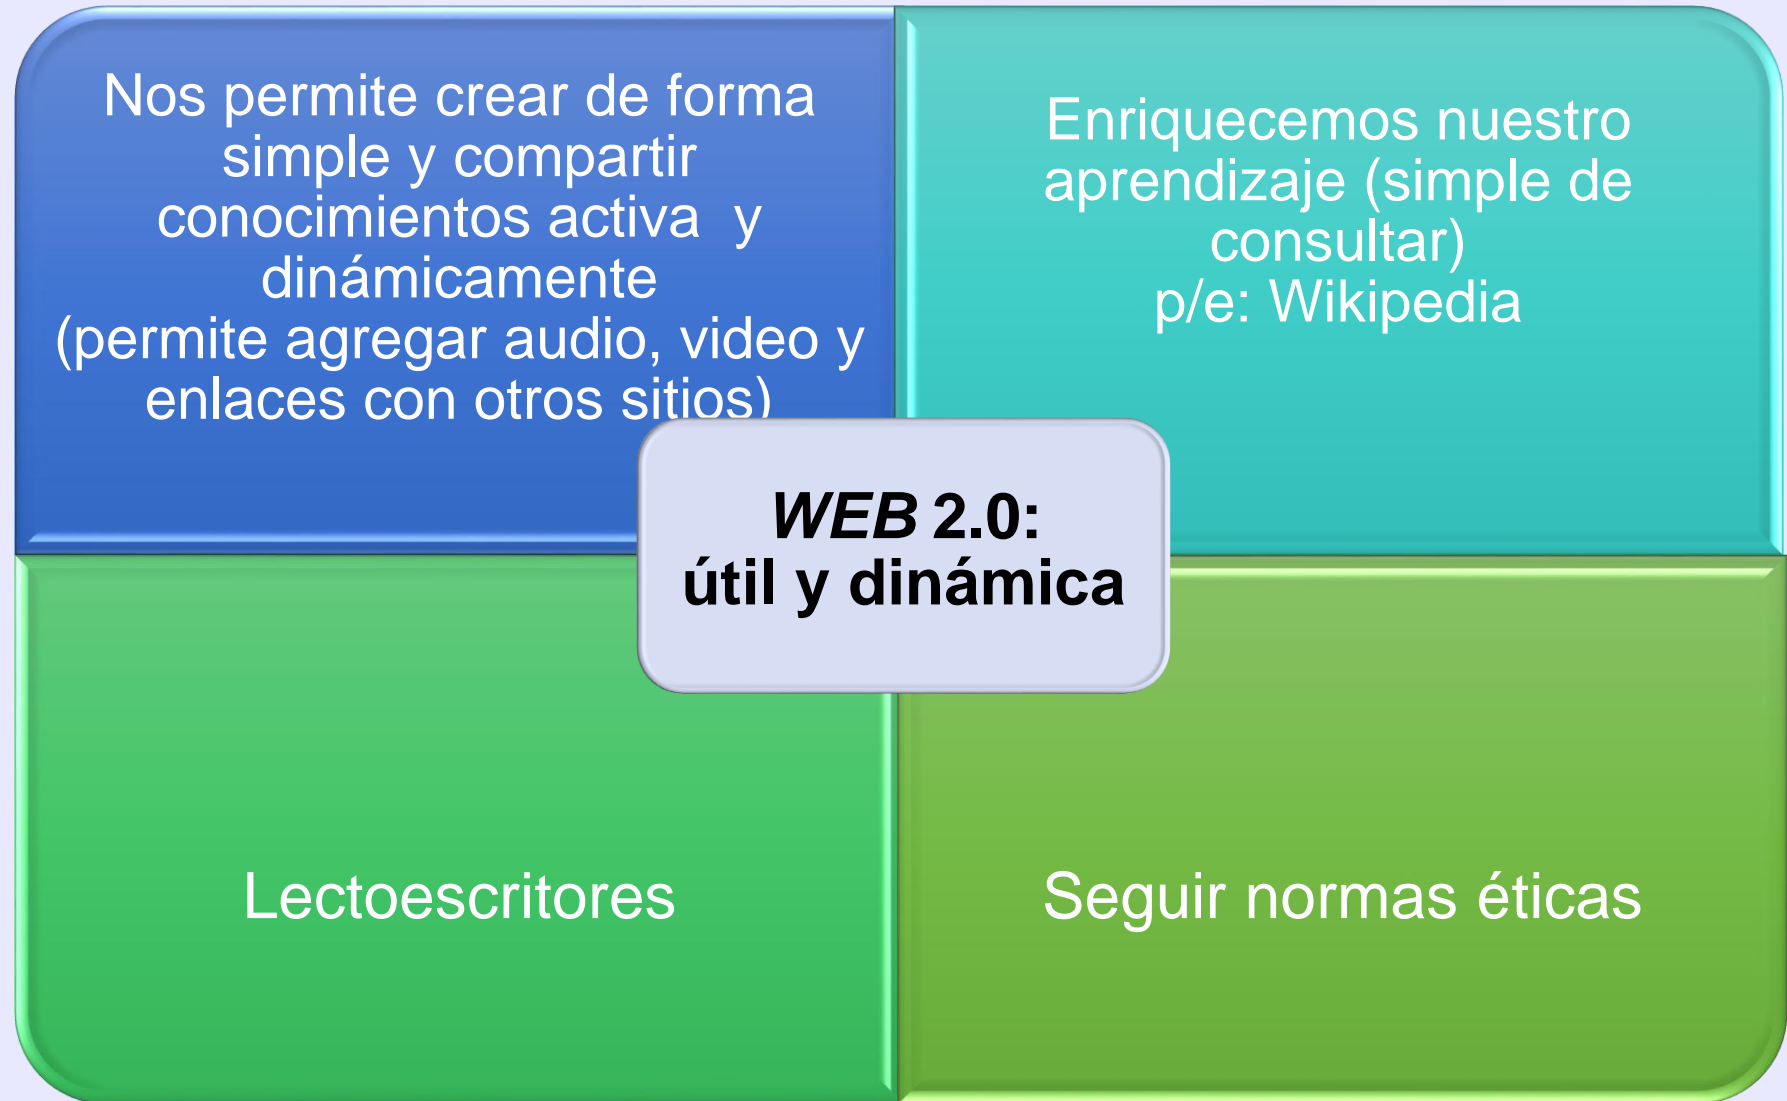 Nos permite crear de forma
simple y compartir
conocimientos activa  y
dinámicamente
(permite agregar audio, video y
enlaces con otros sitios)
Enriquecemos nuestro
aprendizaje (simple de
consultar)
p/e: Wikipedia
WEB 2.0:
útil y dinámica
Lectoescritores
Seguir normas éticas